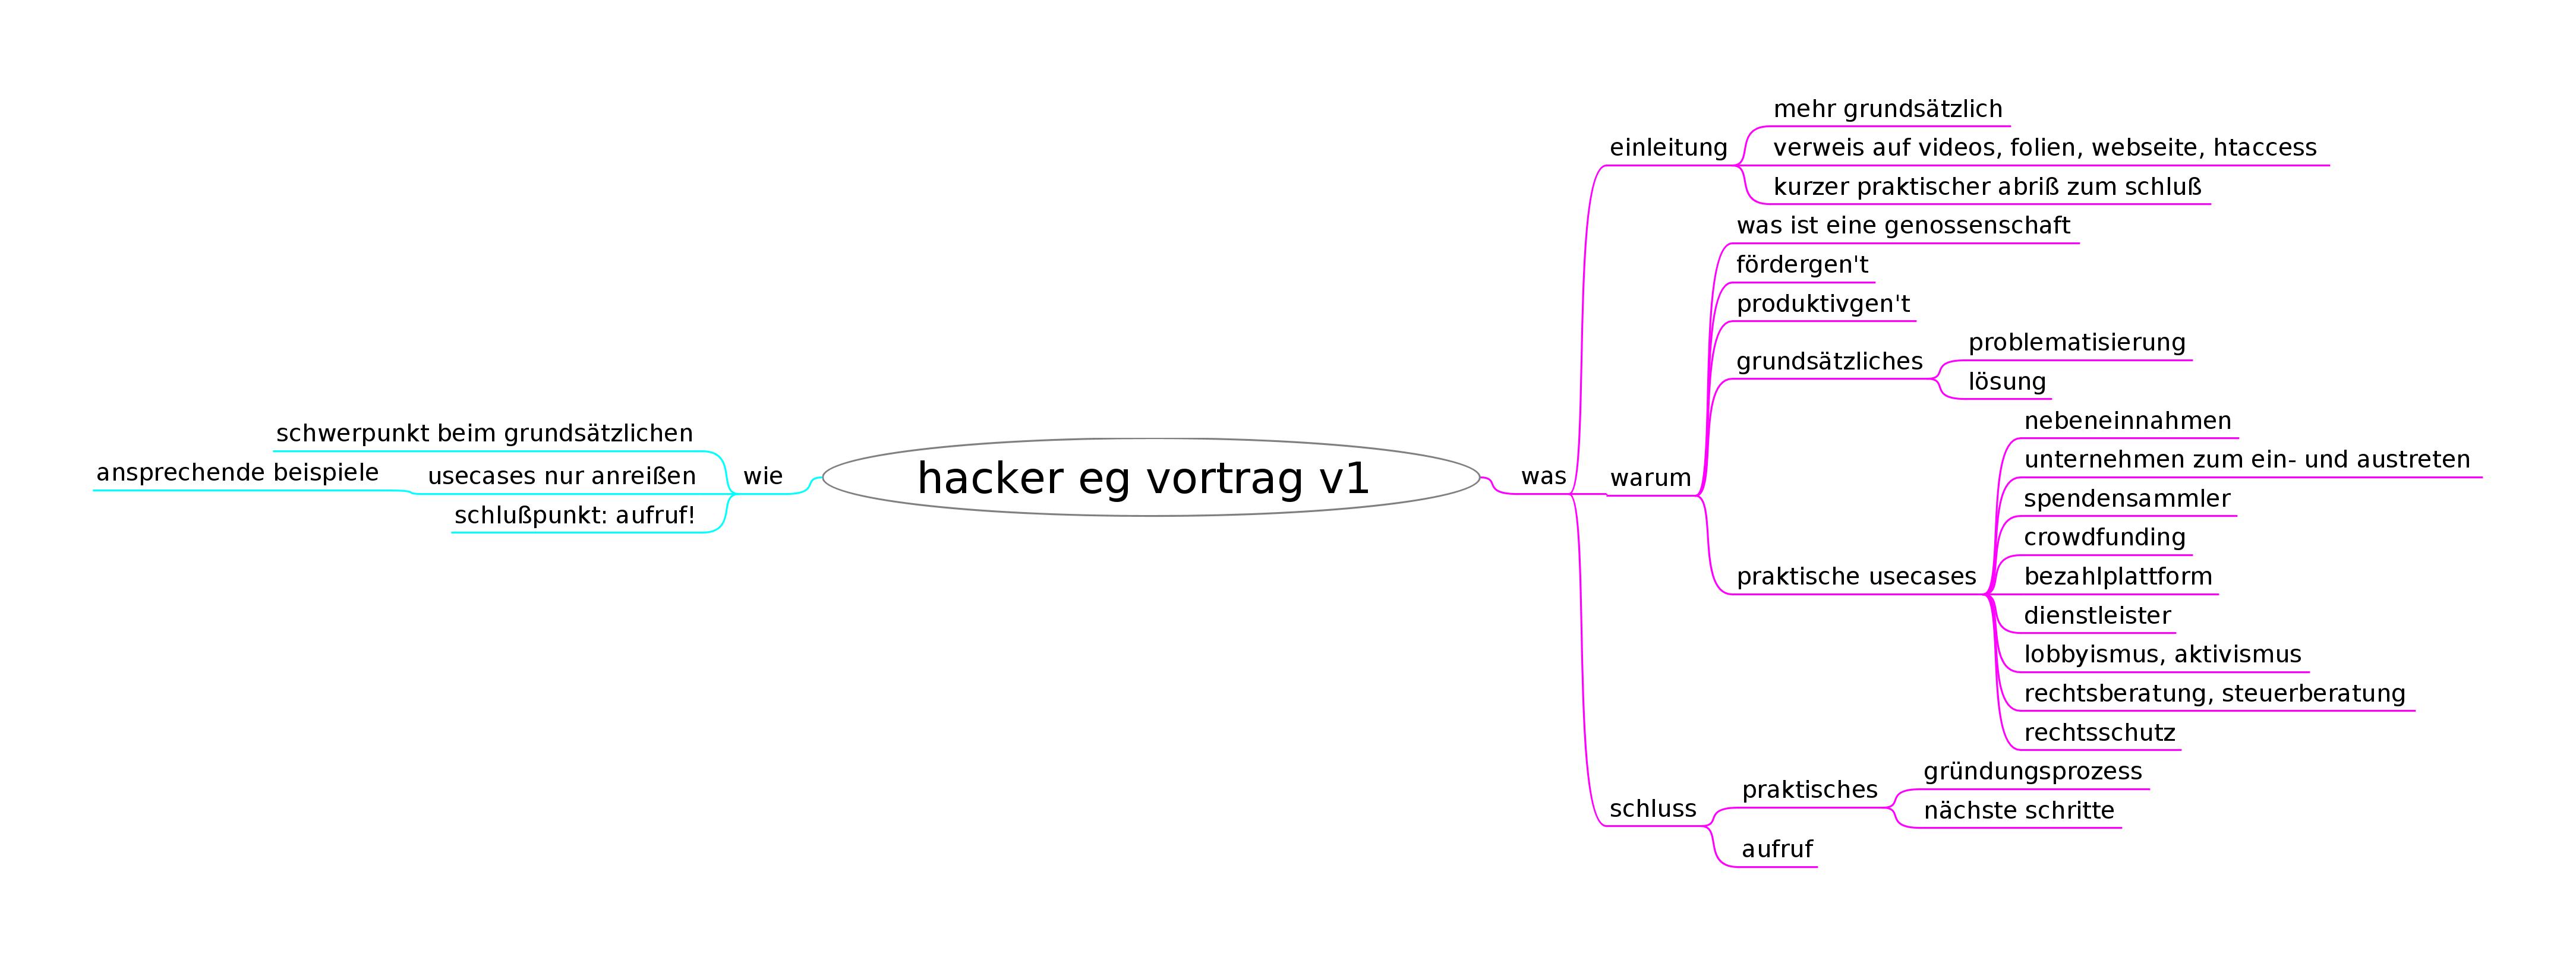 hacker eg vortrag v1
wie
schwerpunkt beim grundsätzlichen
usecases nur anreißen
ansprechende beispiele
schlußpunkt: aufruf!
was
einleitung
mehr grundsätzlich
verweis auf videos, folien, webseite, htaccess
kurzer praktischer abriß zum schluß
warum
was ist eine genossenschaft
fördergen't
produktivgen't
grundsätzliches
problematisierung
lösung
praktische usecases
nebeneinnahmen
unternehmen zum ein- und austreten
spendensammler
crowdfunding
bezahlplattform
dienstleister
lobbyismus, aktivismus
rechtsberatung, steuerberatung
rechtsschutz
schluss
praktisches
gründungsprozess
nächste schritte
aufruf